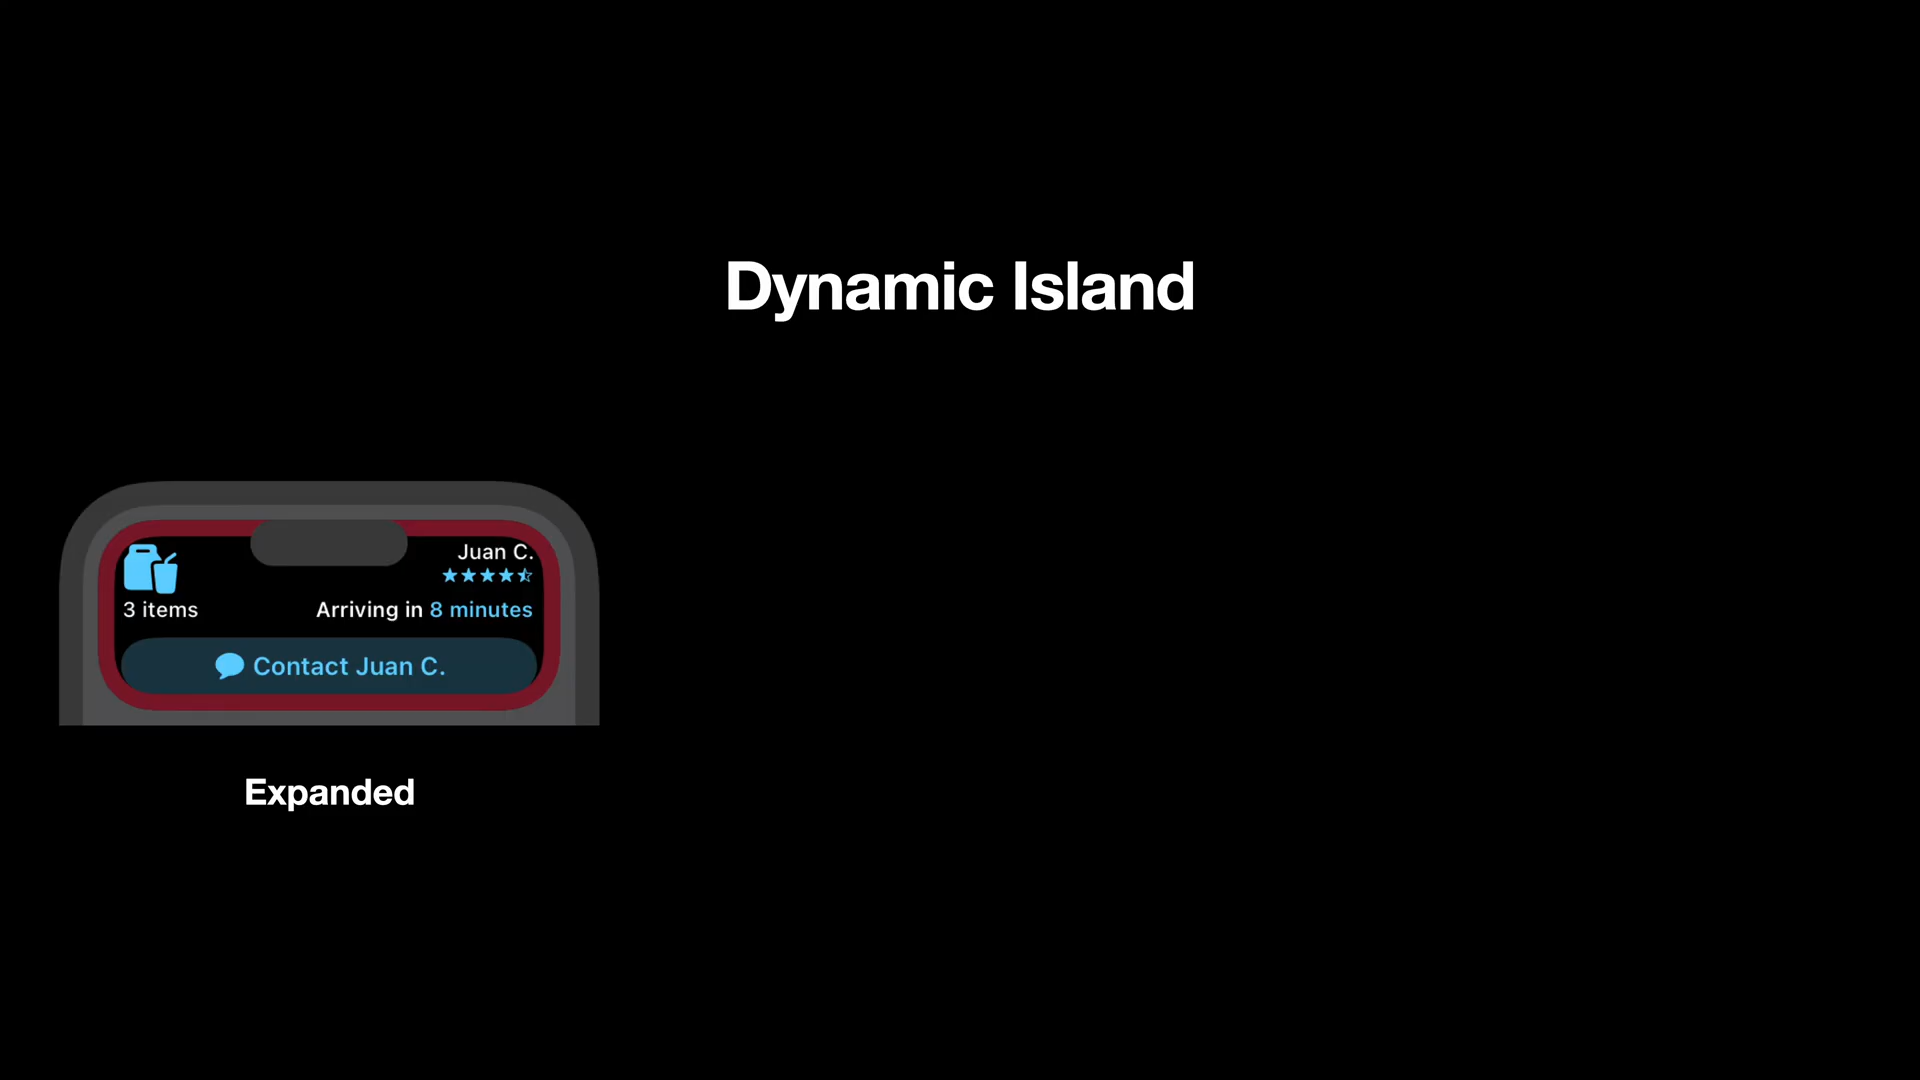 Dynamic Island
Juan C.
3 items
Arriving in 8 minutes
Contact Juan C.
Expanded